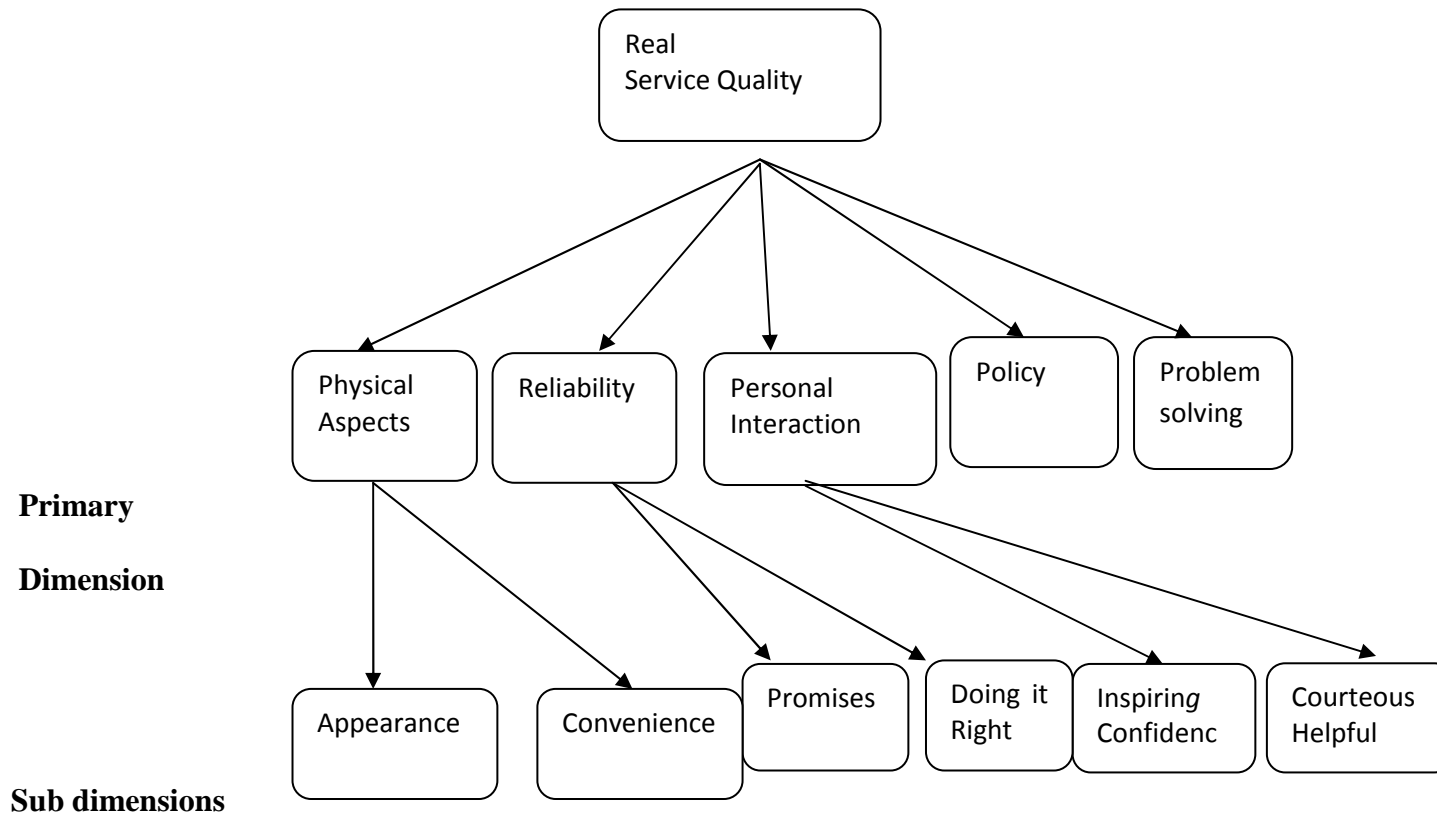 Real
Service Quality
Physical
Aspects
Reliability
Personal
Interaction
Policy
Problem
solving
Primary
Dimension
Appearance
Convenience
Promises
Doing it
Right
Inspiring
Confidenc
Courteous
Helpful
Sub dimensions